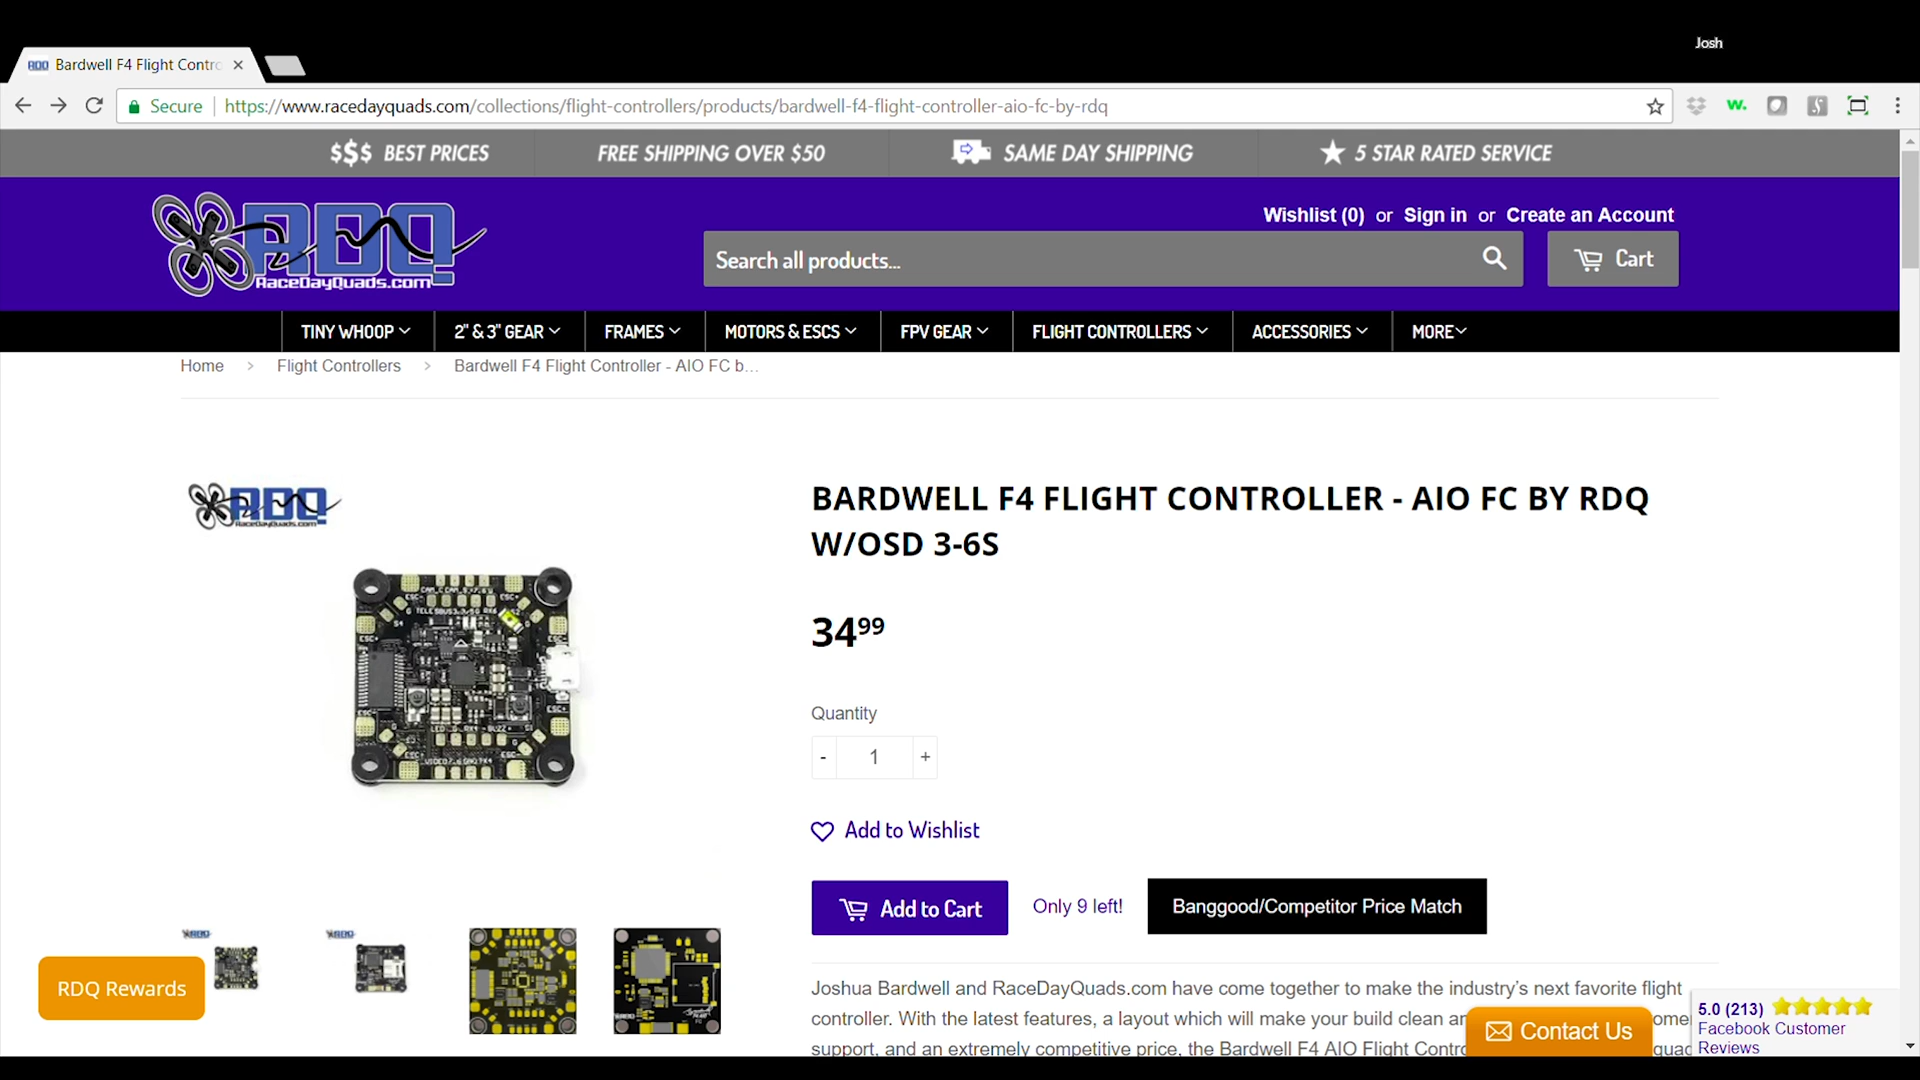 Josh
RDQ Bardwell F4 Flight Contro
Secure https://www.racedayquads.com/collections/flight-controllers/products/bardwell-f4-flight-controller-aio-fc-by-rdq
$$$ BEST PRICES
FREE SHIPPING OVER $50
SAME DAY SHIPPING
5 STAR RATED SERVICE
Wishlist (0) or Sign in or Create an Account
RDQ
RaceDayQuads.com
Search all products...
Cart
TINY WHOOP
2" & 3" GEAR
FRAMES
MOTORS & ESCS
FPV GEAR
FLIGHT CONTROLLERS
ACCESSORIES
MORE
Home > Flight Controllers > Bardwell F4 Flight Controller - AIO FC b...
RDQ
RaceDayQuads.com
BARDWELL F4 FLIGHT CONTROLLER - AIO FC BY RDQ
W/OSD 3-6S
34 99
Quantity
- 1 +
Add to Wishlist
Add to Cart
Only 9 left!
Banggood/Competitor Price Match
RDQ Rewards
Joshua Bardwell and RaceDayQuads.com have come together to make the industry's next favorite flight
controller. With the latest features, a layout which will make your build clean
support, and an extremely competitive price, the Bardwell F4 AIO Flight
Contact Us
5.0 (213)
Facebook Customer
Reviews